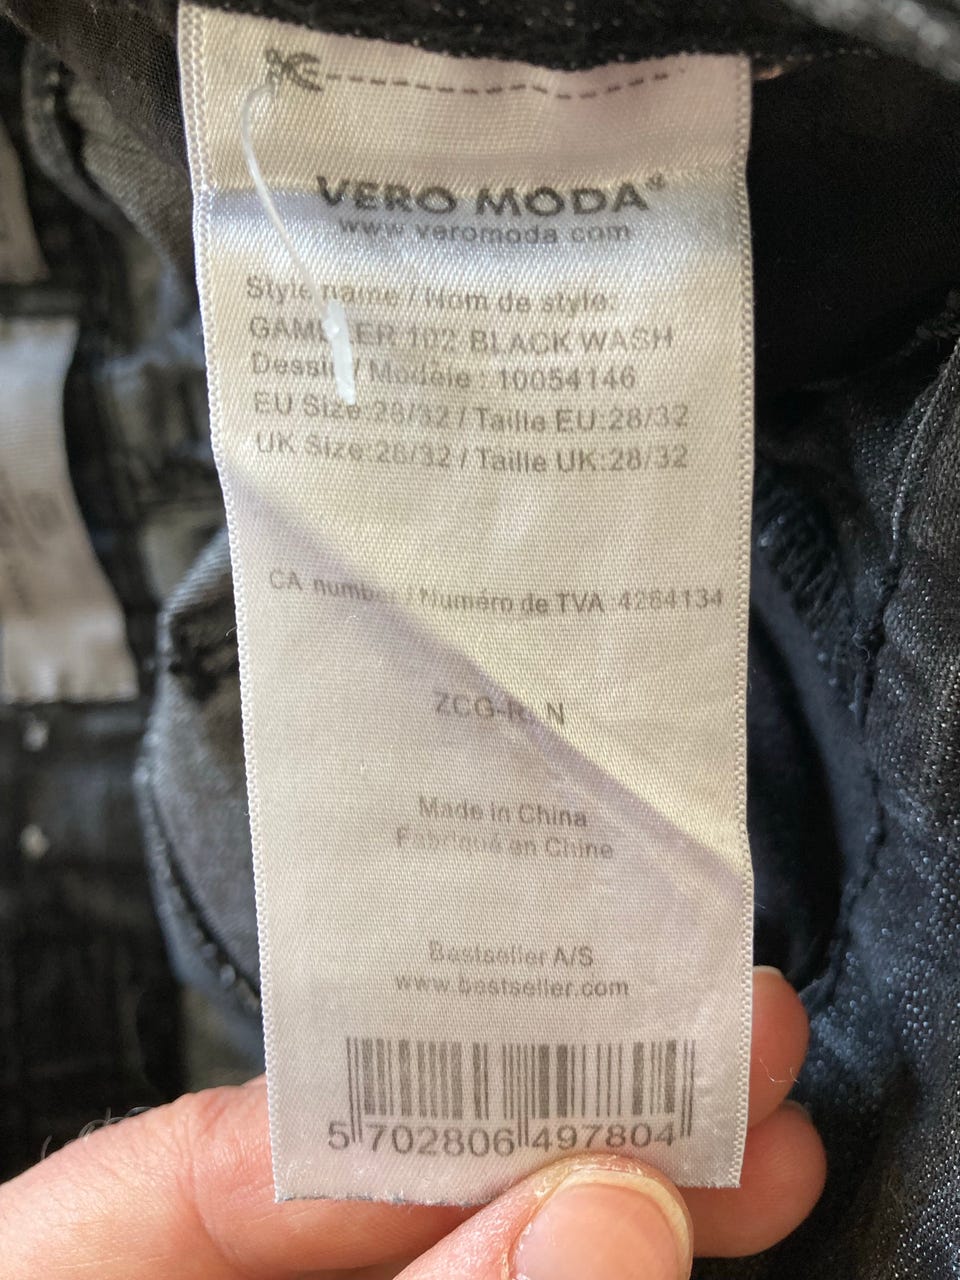 VERO MODA®
www.veromoda.com
Style name / Nom de style:
102 BLACK WASH
/ Modèle : 10054146
EU Size:28/32 / Taille EU:28/32
UK Size:28/32 / Taille UK:28/32
CA number / Numéro de TVA 4264134
Made in China
Fabriqué en Chine
Bestseller A/S
www.bestseller.com
5 702806 497804